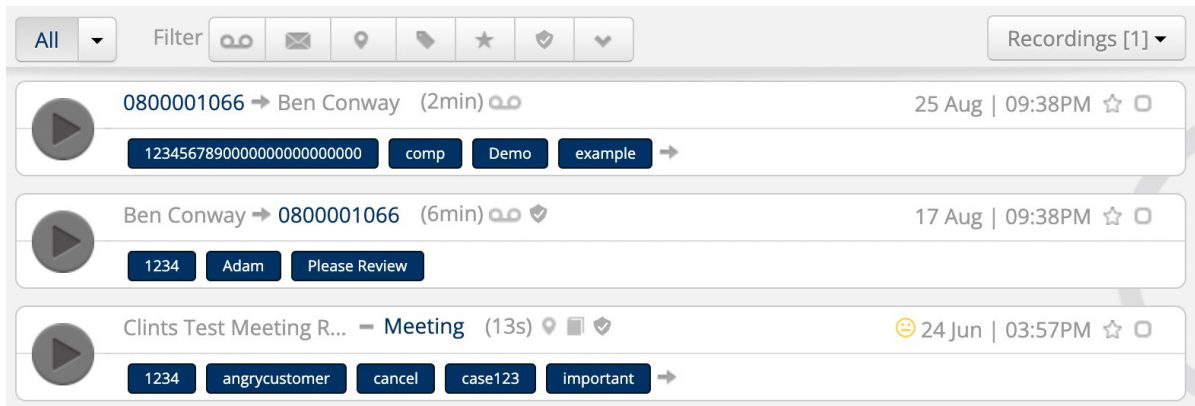 All Filter Recordings [1]
0800001066 Ben Conway (2min) 25 Aug | 09:38PM
1234567890000000000000000 comp Demo example
Ben Conway 0800001066 (6min) 17 Aug | 09:38PM
1234 Adam Please Review
Clints Test Meeting R... Meeting (13s) 24 Jun | 03:57PM
1234 angrycustomer cancel case123 important